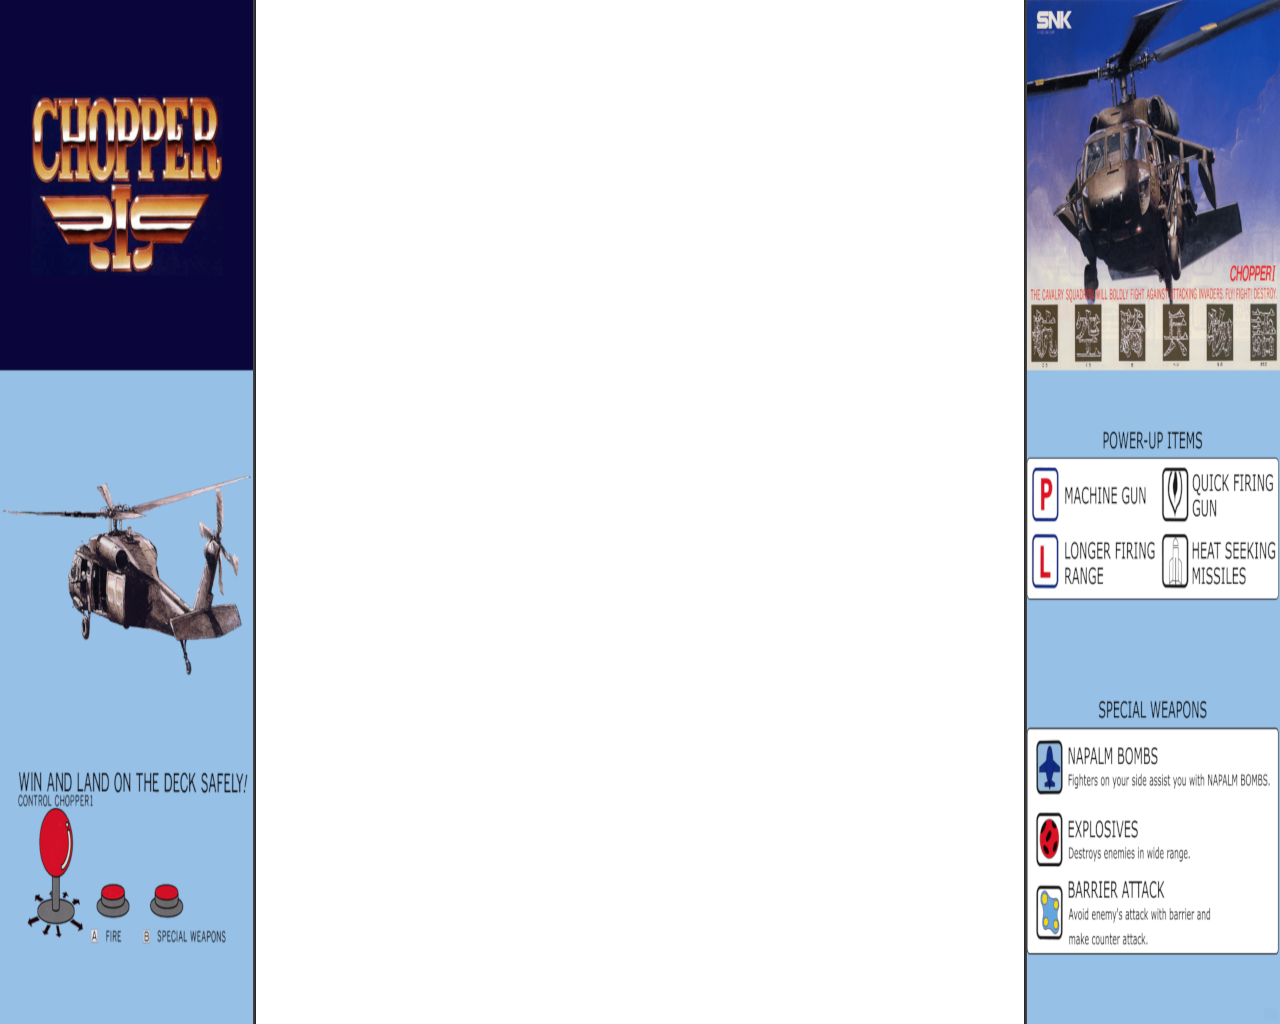 CHOPPER
I
WIN AND LAND ON THE DECK SAFELY!
CONTROL CHOPPER1
A FIRE
B SPECIAL WEAPONS
SNK
CHOPPER I
THE CAVALRY SQUAD WILL BOLDLY FIGHT AGAINST ATTACKING INVADERS. FLY! FIGHT! DESTROY.
航 空 騎 兵 物 語
POWER-UP ITEMS
P MACHINE GUN
QUICK FIRING
GUN
L LONGER FIRING
RANGE
HEAT SEEKING
MISSILES
SPECIAL WEAPONS
NAPALM BOMBS
Fighters on your side assist you with NAPALM BOMBS.
EXPLOSIVES
Destroys enemies in wide range.
BARRIER ATTACK
Avoid enemy's attack with barrier and
make counter attack.